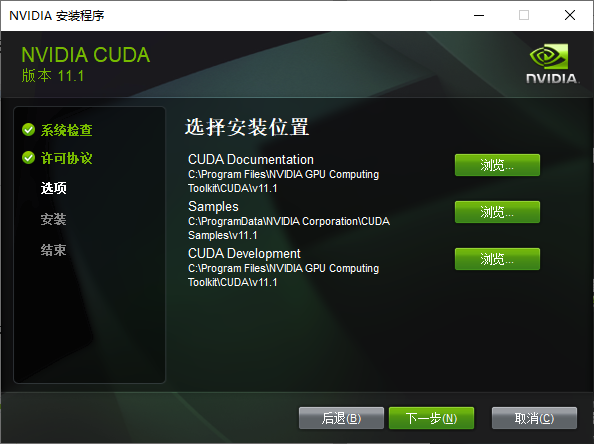 NVIDIA 安装程序
NVIDIA CUDA
版本 11.1
NVIDIA.
系统检查
许可协议
选项
安装
结束
选择安装位置
CUDA Documentation
C:\Program Files\NVIDIA GPU Computing
Toolkit\CUDA\v11.1
浏览...
Samples
C:\ProgramData\NVIDIA Corporation\CUDA
Samples\v11.1
浏览...
CUDA Development
C:\Program Files\NVIDIA GPU Computing
Toolkit\CUDA\v11.1
浏览...
后退(B) 下一步(N) 取消(C)